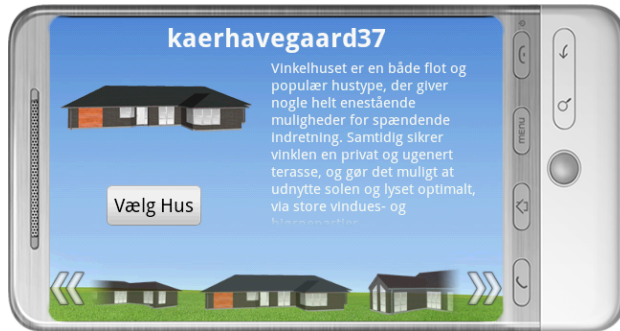 kaerhavegaard37
Vinkelhuset er en både flot og
populær hustype, der giver
nogle helt enestående
muligheder for spændende
indretning. Samtidig sikrer
vinklen en privat og ugenert
terasse, og gør det muligt at
udnytte solen og lyset optimalt,
via store vindues- og
Vælg Hus
MENU